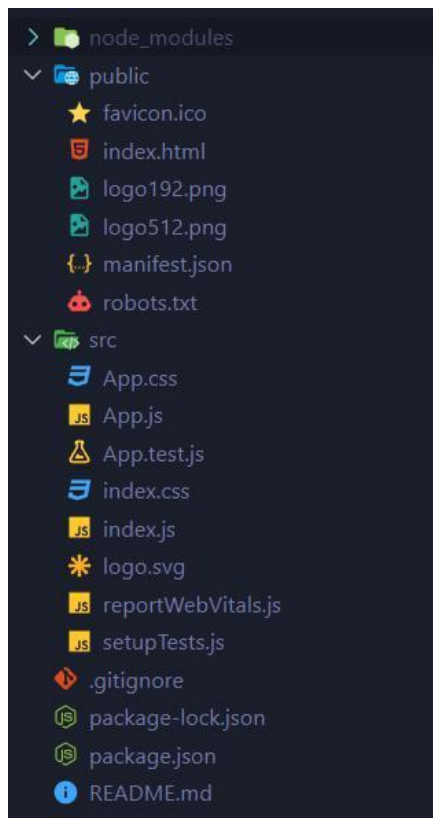 node_modules
public
favicon.ico
index.html
logo192.png
logo512.png
manifest.json
robots.txt
src
App.css
App.js
App.test.js
index.css
index.js
logo.svg
reportWebVitals.js
setupTests.js
.gitignore
package-lock.json
package.json
README.md